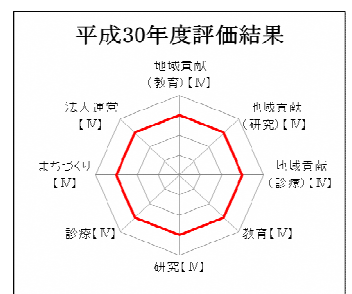 平成30年度評価結果
地域貢献
(教育)【Ⅳ】
法人運営
【Ⅳ】
地域貢献
(研究)【Ⅳ】
まちづくり
【Ⅳ】
地域貢献
(診療)【Ⅳ】
診療【Ⅳ】
教育【Ⅳ】
研究【Ⅳ】